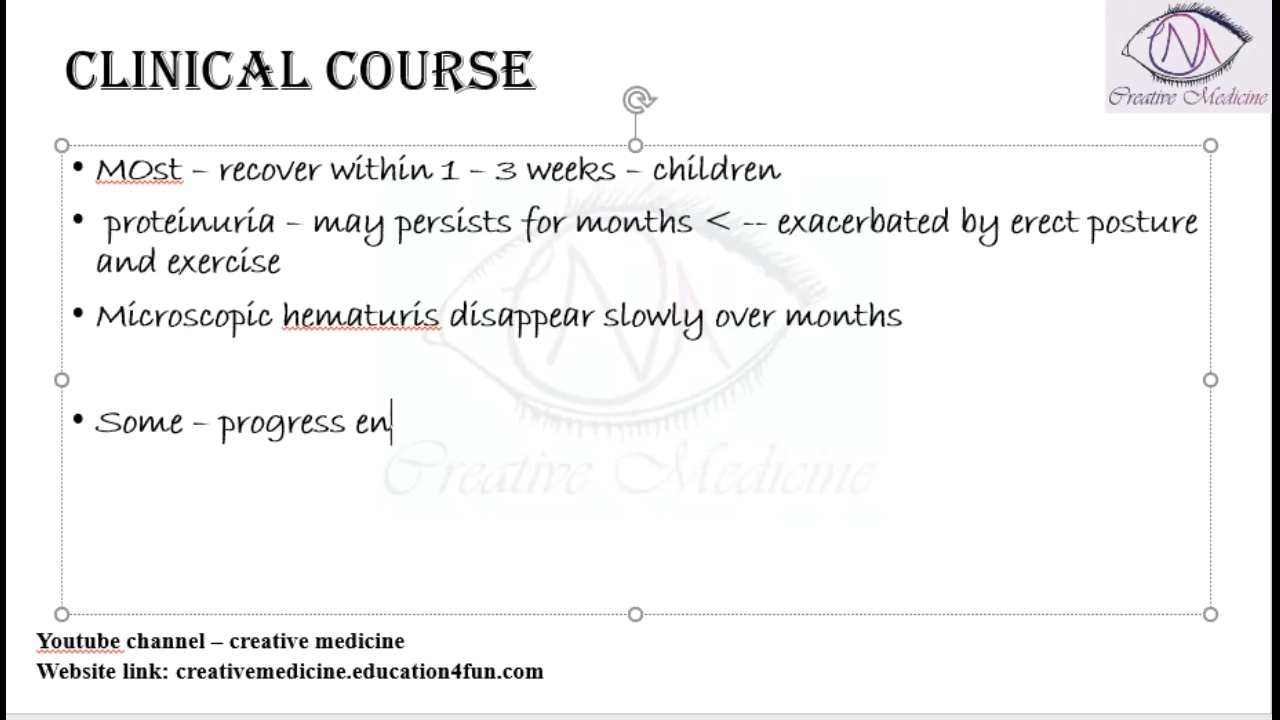 CLINICAL COURSE
Creative Medicine
• MOst – recover within 1 – 3 weeks – children
• proteinuria – may persists for months < -- exacerbated by erect posture
and exercise
• Microscopic hematuris disappear slowly over months
• Some – progress en
Creative Medicine
Youtube channel – creative medicine
Website link: creativemedicine.education4fun.com